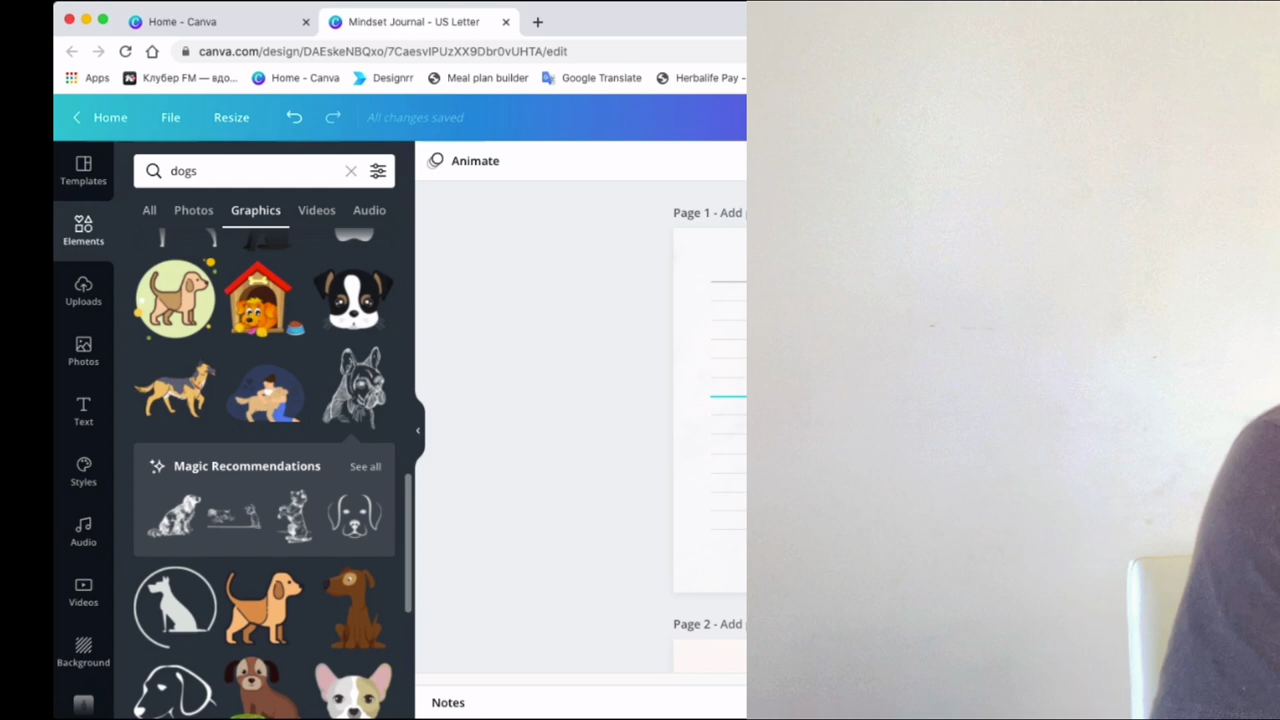 Home - Canva
Mindset Journal - US Letter
canva.com/design/DAEskeNBQxo/7CaesvIPUzXX9Dbr0vUHTA/edit
Apps
Клубер FM — вдо...
Home - Canva
Designrr
Meal plan builder
Google Translate
Herbalife Pay -
Home
File
Resize
All changes saved
Templates
Elements
Uploads
Photos
Text
Styles
Audio
Videos
Background
dogs
All
Photos
Graphics
Videos
Audio
Magic Recommendations
See all
Animate
Page 1 - Add
Page 2 - Add
Notes